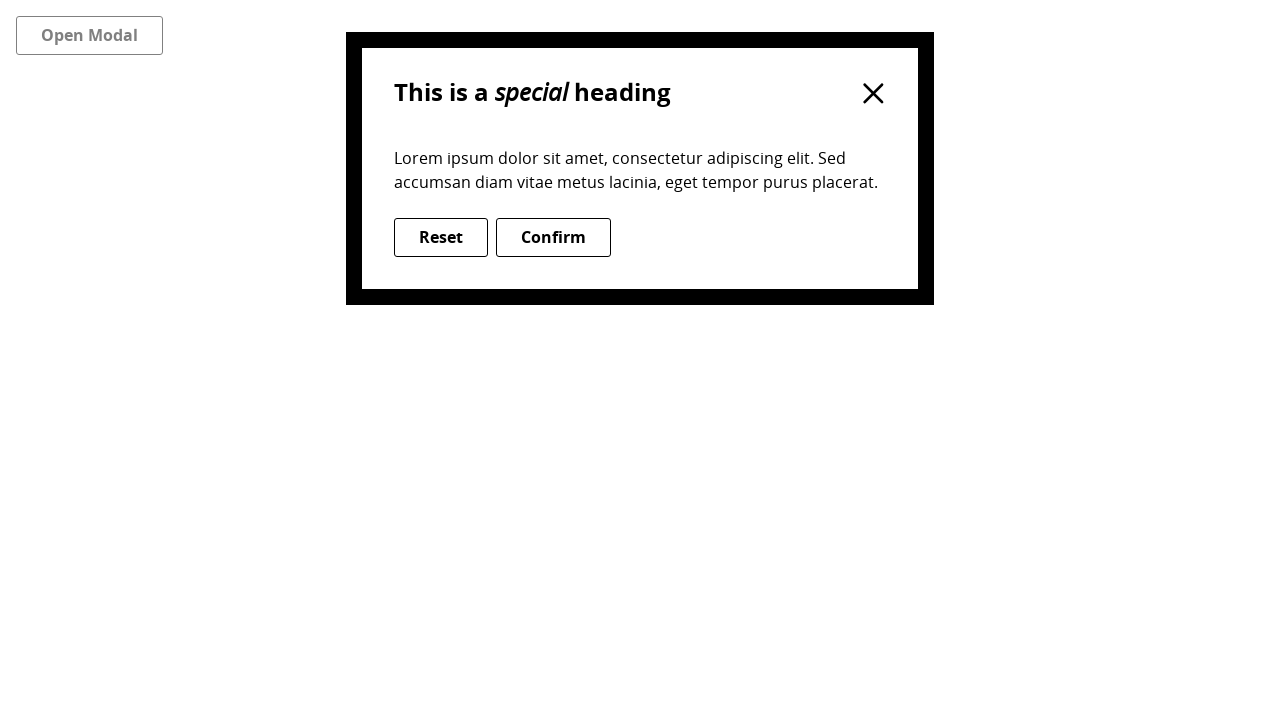 Open Modal
This is a special heading
Lorem ipsum dolor sit amet, consectetur adipiscing elit. Sed
accumsan diam vitae metus lacinia, eget tempor purus placerat.
Reset
Confirm